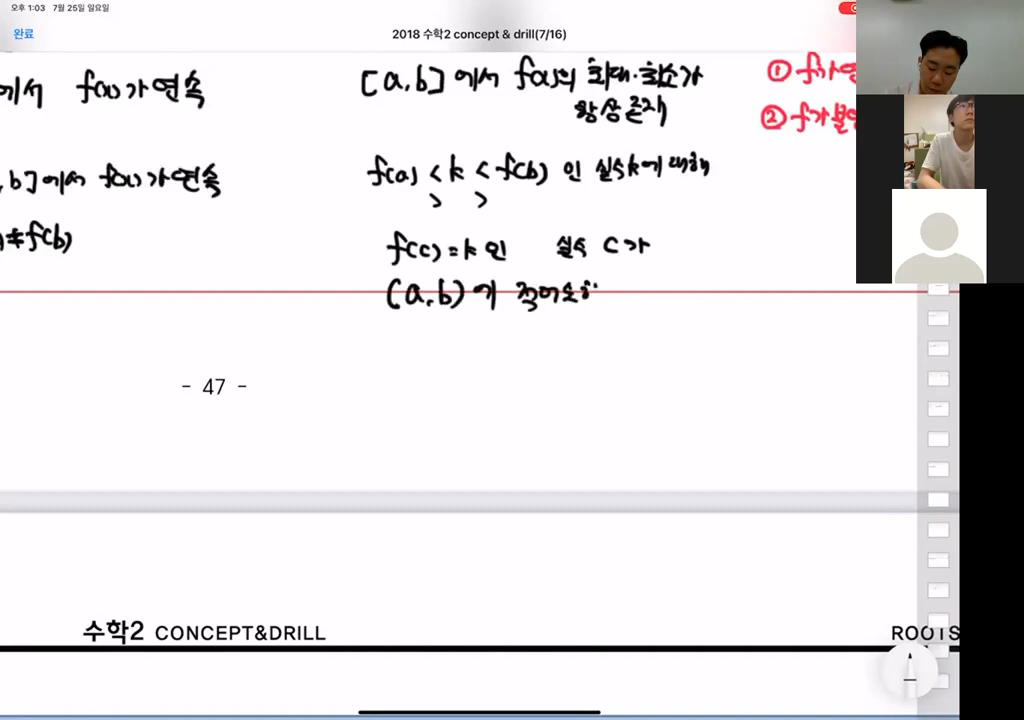 오후 1:03 7월 25일 일요일
완료
2018 수학2 concept & drill(7/16)
에서 f(x)가 연속
[a,b]에서 f(x)의 최대·최소가
항상 존재
① f가 연
② f가 불연
,b]에서 f(x)가 연속
≠f(b)
f(a) < k < f(b) 인 실수 k에 대해
> >
f(c)=k 인 실수 c가
(a,b)에 적어도 하
- 47 -
수학2 CONCEPT&DRILL
ROOTS